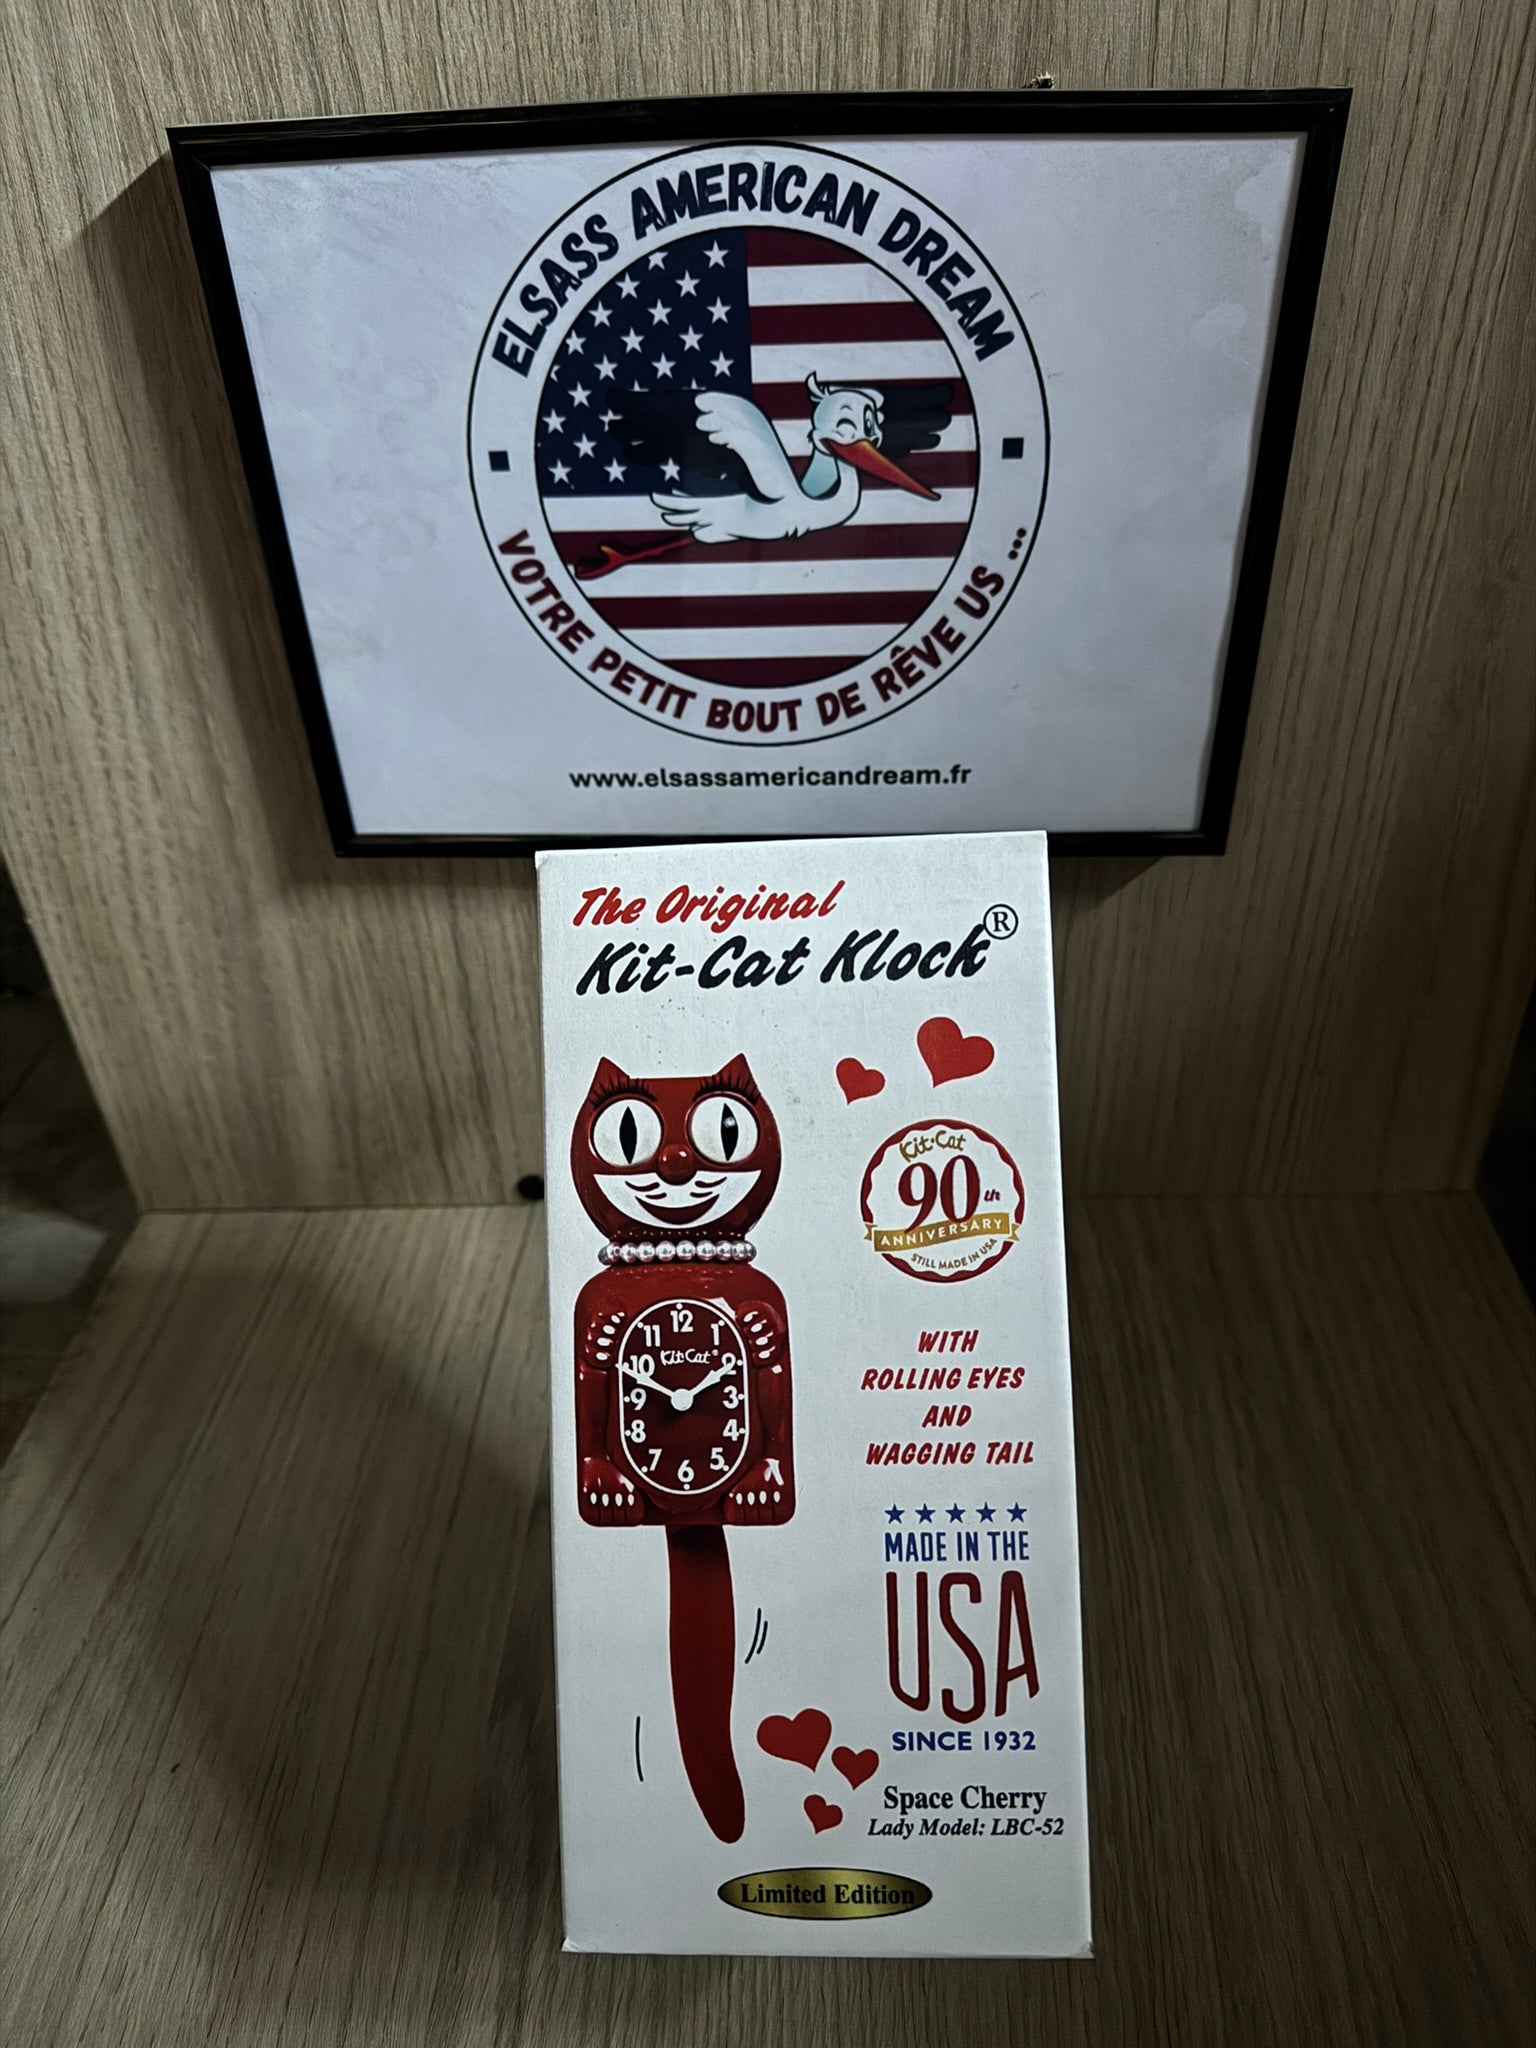 ELSASS AMERICAN DREAM
VOTRE PETIT BOUT DE RÊVE US ...
www.elsassamericandream.fr
The Original
Kit-Cat Klock®
Kit-Cat
90th
ANNIVERSARY
STILL MADE IN USA
12
11 1
Kit-Cat®
10 2
9 3
8 4
7 5
6
WITH
ROLLING EYES
AND
WAGGING TAIL
MADE IN THE
USA
SINCE 1932
Space Cherry
Lady Model: LBC-52
Limited Edition